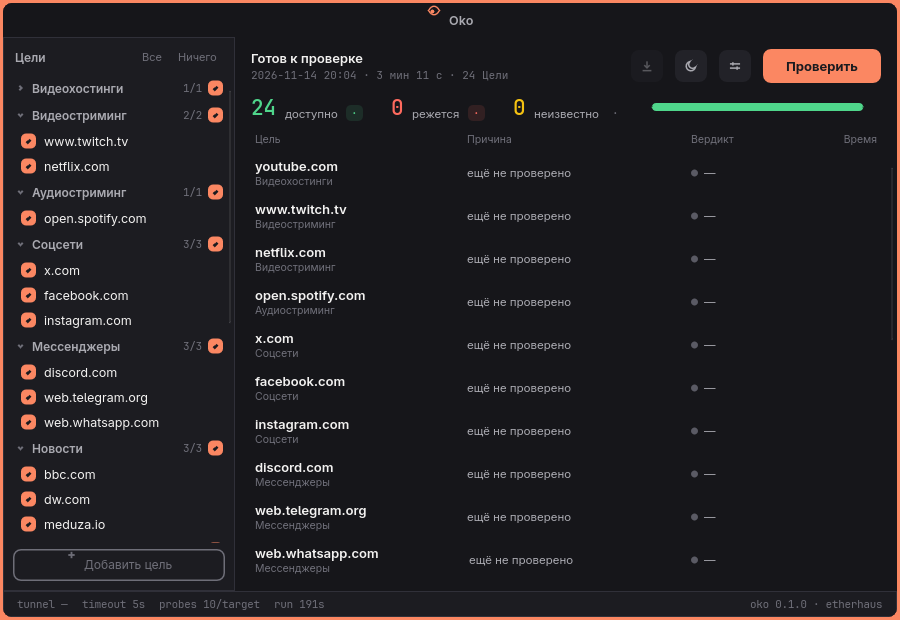 Oko
Цели Все Ничего
Видеохостинги 1/1
Видеостриминг 2/2
www.twitch.tv
netflix.com
Аудиостриминг 1/1
open.spotify.com
Соцсети 3/3
x.com
facebook.com
instagram.com
Мессенджеры 3/3
discord.com
web.telegram.org
web.whatsapp.com
Новости 3/3
bbc.com
dw.com
meduza.io
+ Добавить цель
Готов к проверке
2026-11-14 20:04 · 3 мин 11 с · 24 Цели
Проверить
24 доступно · 0 режется · 0 неизвестно ·
Цель Причина Вердикт Время
youtube.com ещё не проверено —
Видеохостинги
www.twitch.tv ещё не проверено —
Видеостриминг
netflix.com ещё не проверено —
Видеостриминг
open.spotify.com ещё не проверено —
Аудиостриминг
x.com ещё не проверено —
Соцсети
facebook.com ещё не проверено —
Соцсети
instagram.com ещё не проверено —
Соцсети
discord.com ещё не проверено —
Мессенджеры
web.telegram.org ещё не проверено —
Мессенджеры
web.whatsapp.com ещё не проверено —
Мессенджеры
tunnel — timeout 5s probes 10/target run 191s oko 0.1.0 · etherhaus